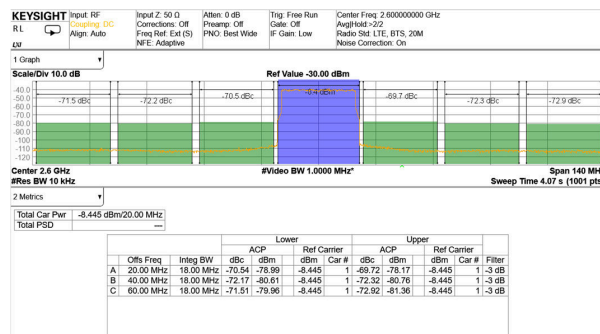 KEYSIGHT Input: RF Input Z: 50 Ω Atten: 0 dB Trig: Free Run Center Freq: 2.600000000 GHz
RL Coupling: DC Corrections: Off Preamp: Off Gate: Off Avg|Hold:>2/2
Align: Auto Freq Ref: Ext (S) PNO: Best Wide IF Gain: Low Radio Std: LTE, BTS, 20M
LXI NFE: Adaptive Noise Correction: On
1 Graph
Scale/Div 10.0 dB Ref Value -30.00 dBm
-40.0
-50.0
-60.0
-70.0
-80.0
-90.0
-100
-110
-120
-71.5 dBc -72.2 dBc -70.5 dBc -69.7 dBc -72.3 dBc -72.9 dBc
Center 2.6 GHz #Video BW 1.0000 MHz* Span 140 MH
#Res BW 10 kHz Sweep Time 4.07 s (1001 pts
2 Metrics
Total Car Pwr -8.445 dBm/20.00 MHz
Total PSD ---
Lower Upper
ACP Ref Carrier ACP Ref Carrier
Offs Freq Integ BW dBc dBm dBm Car # dBc dBm dBm Car # Filter
A 20.00 MHz 18.00 MHz -70.54 -78.99 -8.445 1 -69.72 -78.17 -8.445 1 -3 dB
B 40.00 MHz 18.00 MHz -72.17 -80.61 -8.445 1 -72.32 -80.76 -8.445 1 -3 dB
C 60.00 MHz 18.00 MHz -71.51 -79.96 -8.445 1 -72.92 -81.36 -8.445 1 -3 dB